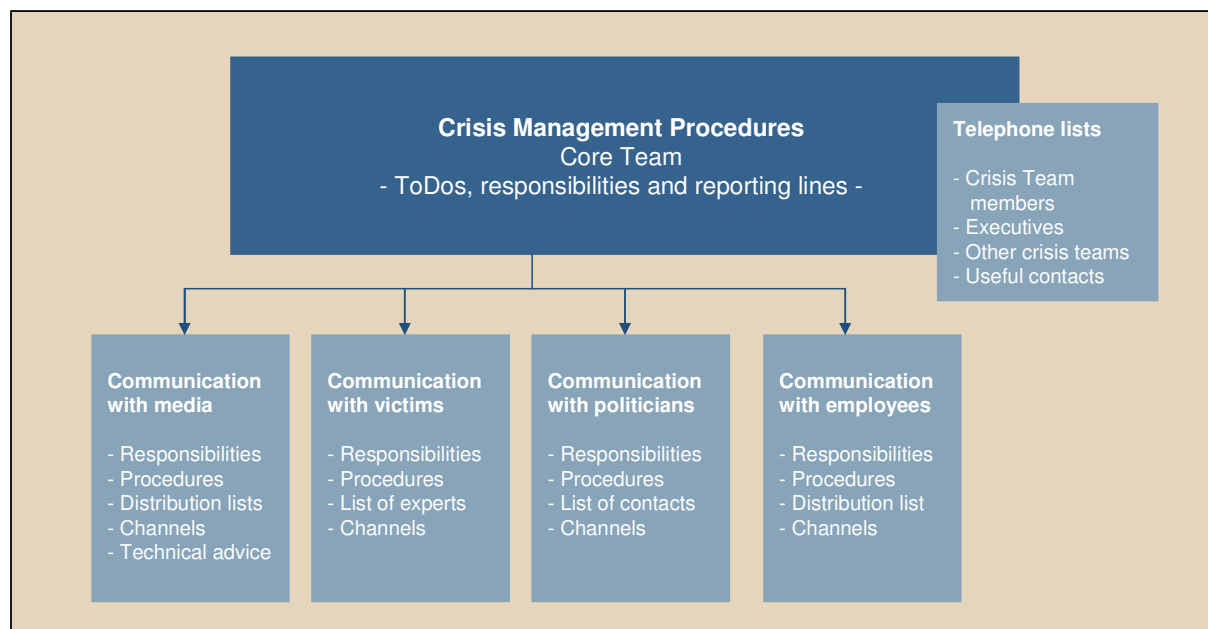 Crisis Management Procedures
Core Team
- ToDos, responsibilities and reporting lines -
Telephone lists
- Crisis Team
members
- Executives
- Other crisis teams
- Useful contacts
Communication
with media
- Responsibilities
- Procedures
- Distribution lists
- Channels
- Technical advice
Communication
with victims
- Responsibilities
- Procedures
- List of experts
- Channels
Communication
with politicians
- Responsibilities
- Procedures
- List of contacts
- Channels
Communication
with employees
- Responsibilities
- Procedures
- Distribution list
- Channels